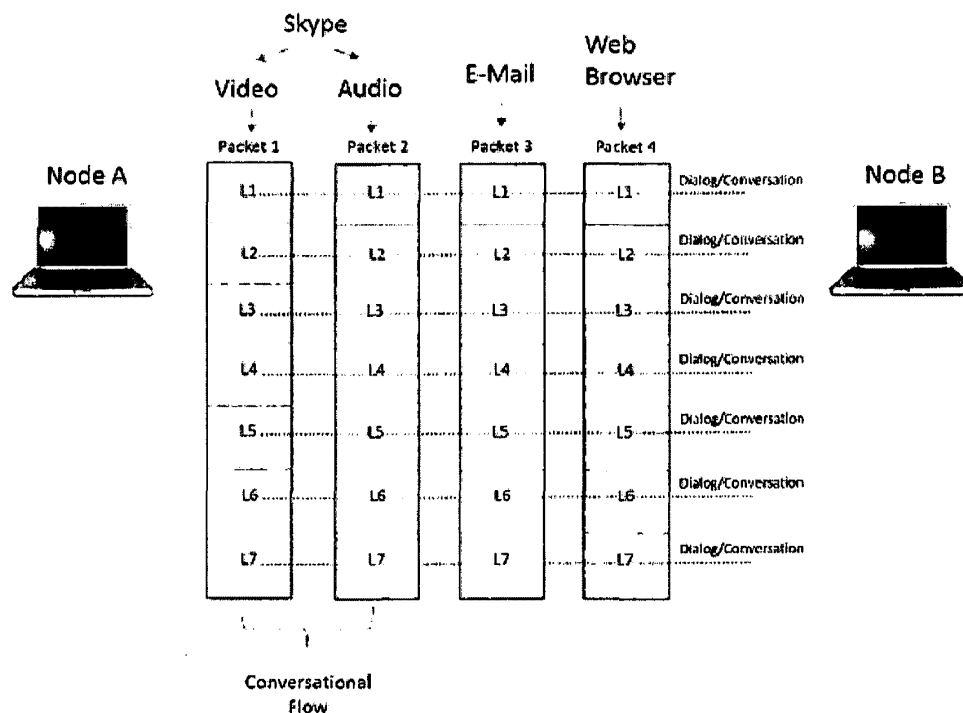 Skype
Video
Audio
E-Mail
Web
Browser
Packet 1
Packet 2
Packet 3
Packet 4
Node A
Node B
L1 L1 L1 L1 Dialog/Conversation
L2 L2 L2 L2 Dialog/Conversation
L3 L3 L3 L3 Dialog/Conversation
L4 L4 L4 L4 Dialog/Conversation
L5 L5 L5 L5 Dialog/Conversation
L6 L6 L6 L6 Dialog/Conversation
L7 L7 L7 L7 Dialog/Conversation
Conversational
Flow